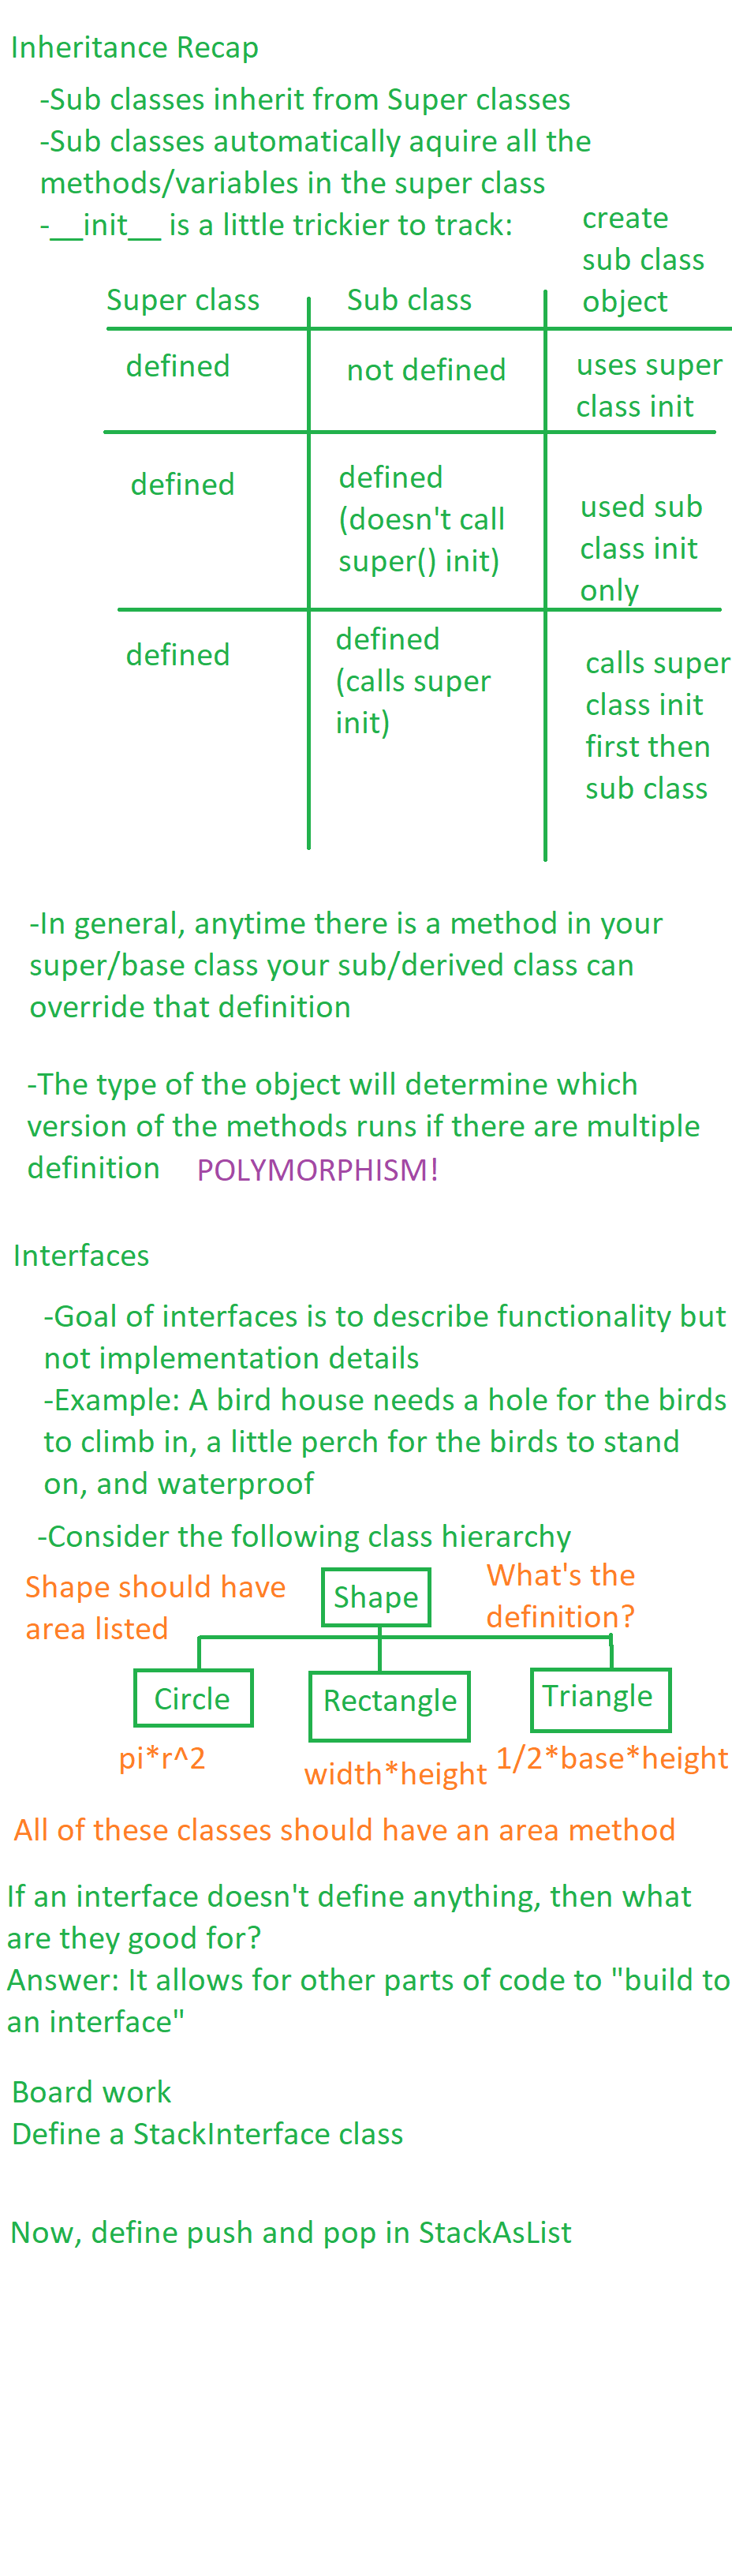 Inheritance Recap
-Sub classes inherit from Super classes
-Sub classes automatically aquire all the
methods/variables in the super class
-__init__ is a little trickier to track:
create
sub class
object
Super class
Sub class
defined
not defined
uses super
class init
defined
defined
(doesn't call
super() init)
used sub
class init
only
defined
defined
(calls super
init)
calls super
class init
first then
sub class
-In general, anytime there is a method in your
super/base class your sub/derived class can
override that definition
-The type of the object will determine which
version of the methods runs if there are multiple
definition POLYMORPHISM!
Interfaces
-Goal of interfaces is to describe functionality but
not implementation details
-Example: A bird house needs a hole for the birds
to climb in, a little perch for the birds to stand
on, and waterproof
-Consider the following class hierarchy
Shape should have
area listed
Shape
What's the
definition?
Circle
Rectangle
Triangle
pi*r^2
width*height
1/2*base*height
All of these classes should have an area method
If an interface doesn't define anything, then what
are they good for?
Answer: It allows for other parts of code to "build to
an interface"
Board work
Define a StackInterface class
Now, define push and pop in StackAsList